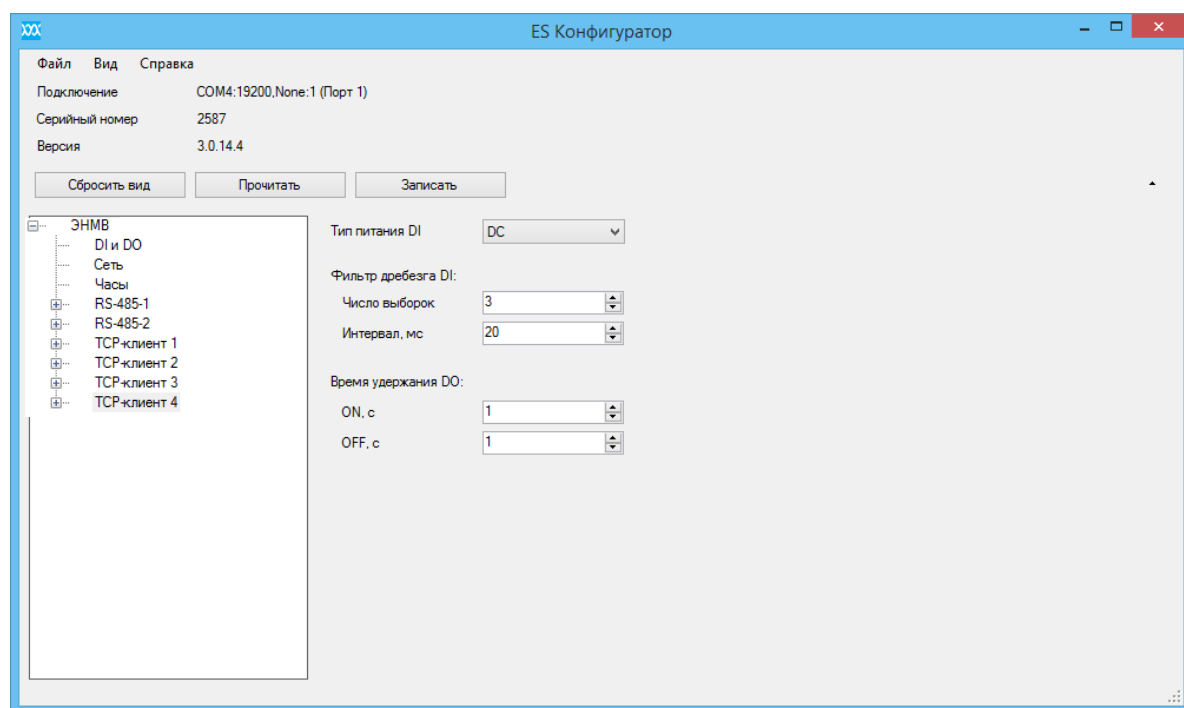 ES Конфигуратор
Файл Вид Справка
Подключение COM4:19200,None:1 (Порт 1)
Серийный номер 2587
Версия 3.0.14.4
Сбросить вид Прочитать Записать
ЭНМВ
DI и DO
Сеть
Часы
RS-485-1
RS-485-2
TCP-клиент 1
TCP-клиент 2
TCP-клиент 3
TCP-клиент 4
Тип питания DI DC
Фильтр дребезга DI:
Число выборок 3
Интервал, мс 20
Время удержания DO:
ON, с 1
OFF, с 1